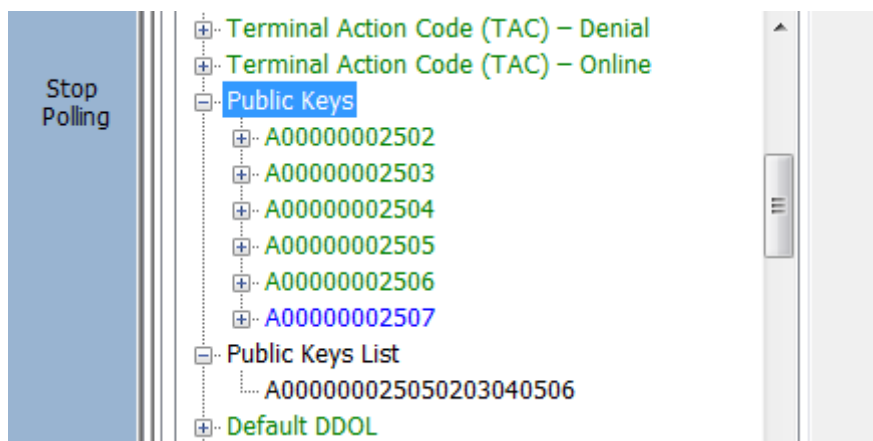 Stop
Polling
Terminal Action Code (TAC) – Denial
Terminal Action Code (TAC) – Online
Public Keys
A00000002502
A00000002503
A00000002504
A00000002505
A00000002506
A00000002507
Public Keys List
A000000025050203040506
Default DDOL